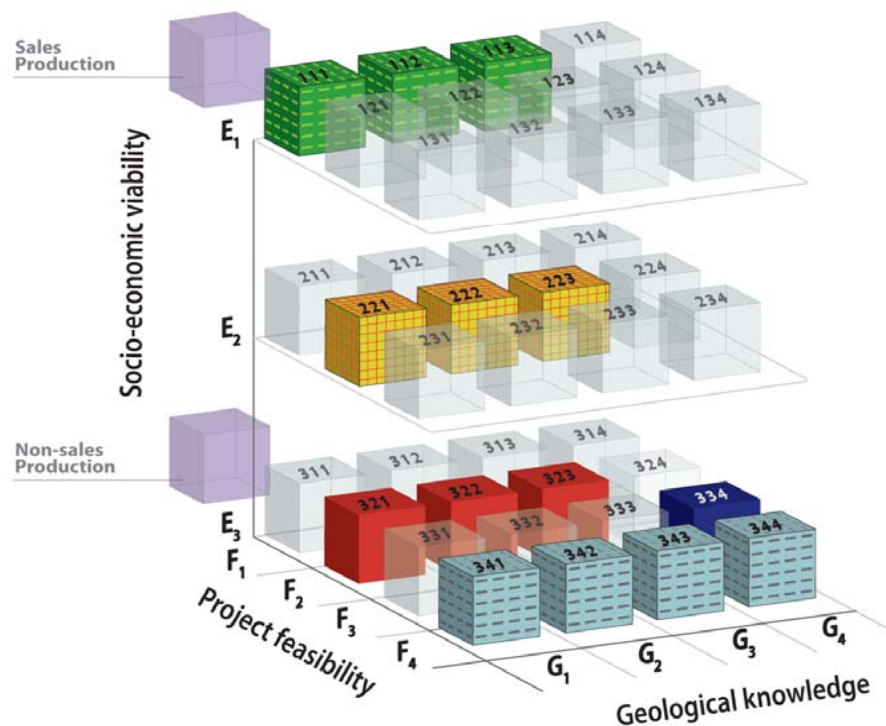 Sales
Production
Socio-economic viability
E1
111
112
113
114
121
122
123
124
131
132
133
134
E2
211
212
213
214
221
222
223
224
231
232
233
234
Non-sales
Production
E3
311
312
313
314
321
322
323
324
331
332
333
334
341
342
343
344
F1
F2
F3
F4
Project feasibility
G1
G2
G3
G4
Geological knowledge